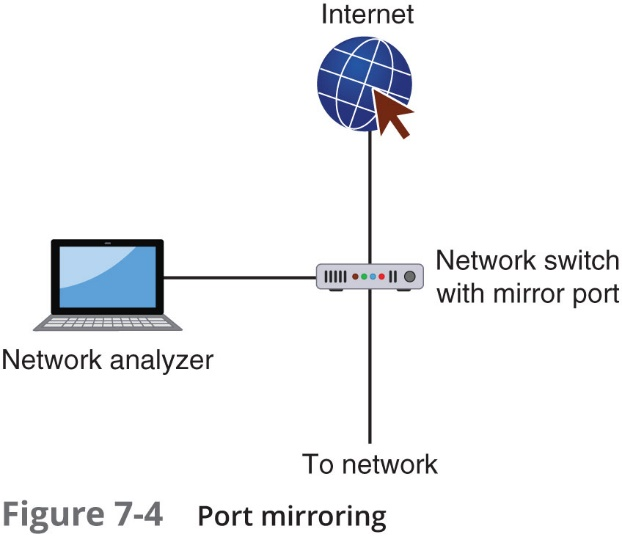 Internet
Network switch
with mirror port
Network analyzer
To network
Figure 7-4 Port mirroring